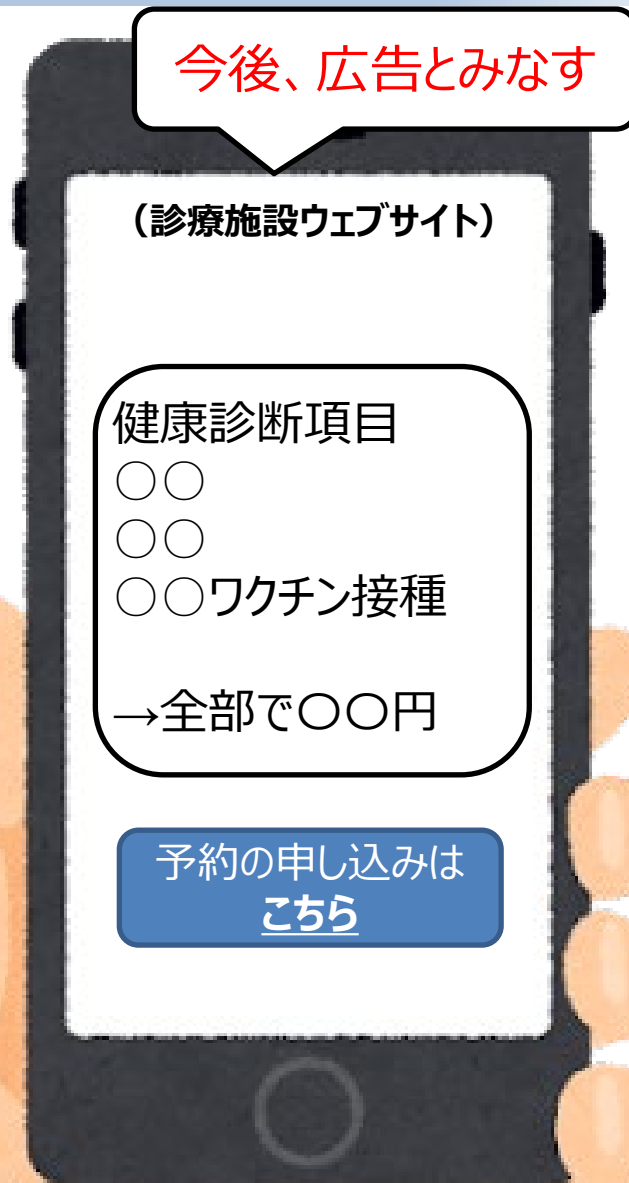 今後、広告とみなす
（診療施設ウェブサイト）
健康診断項目
○○
○○
○○ワクチン接種
→全部で〇〇円
予約の申し込みは
こちら